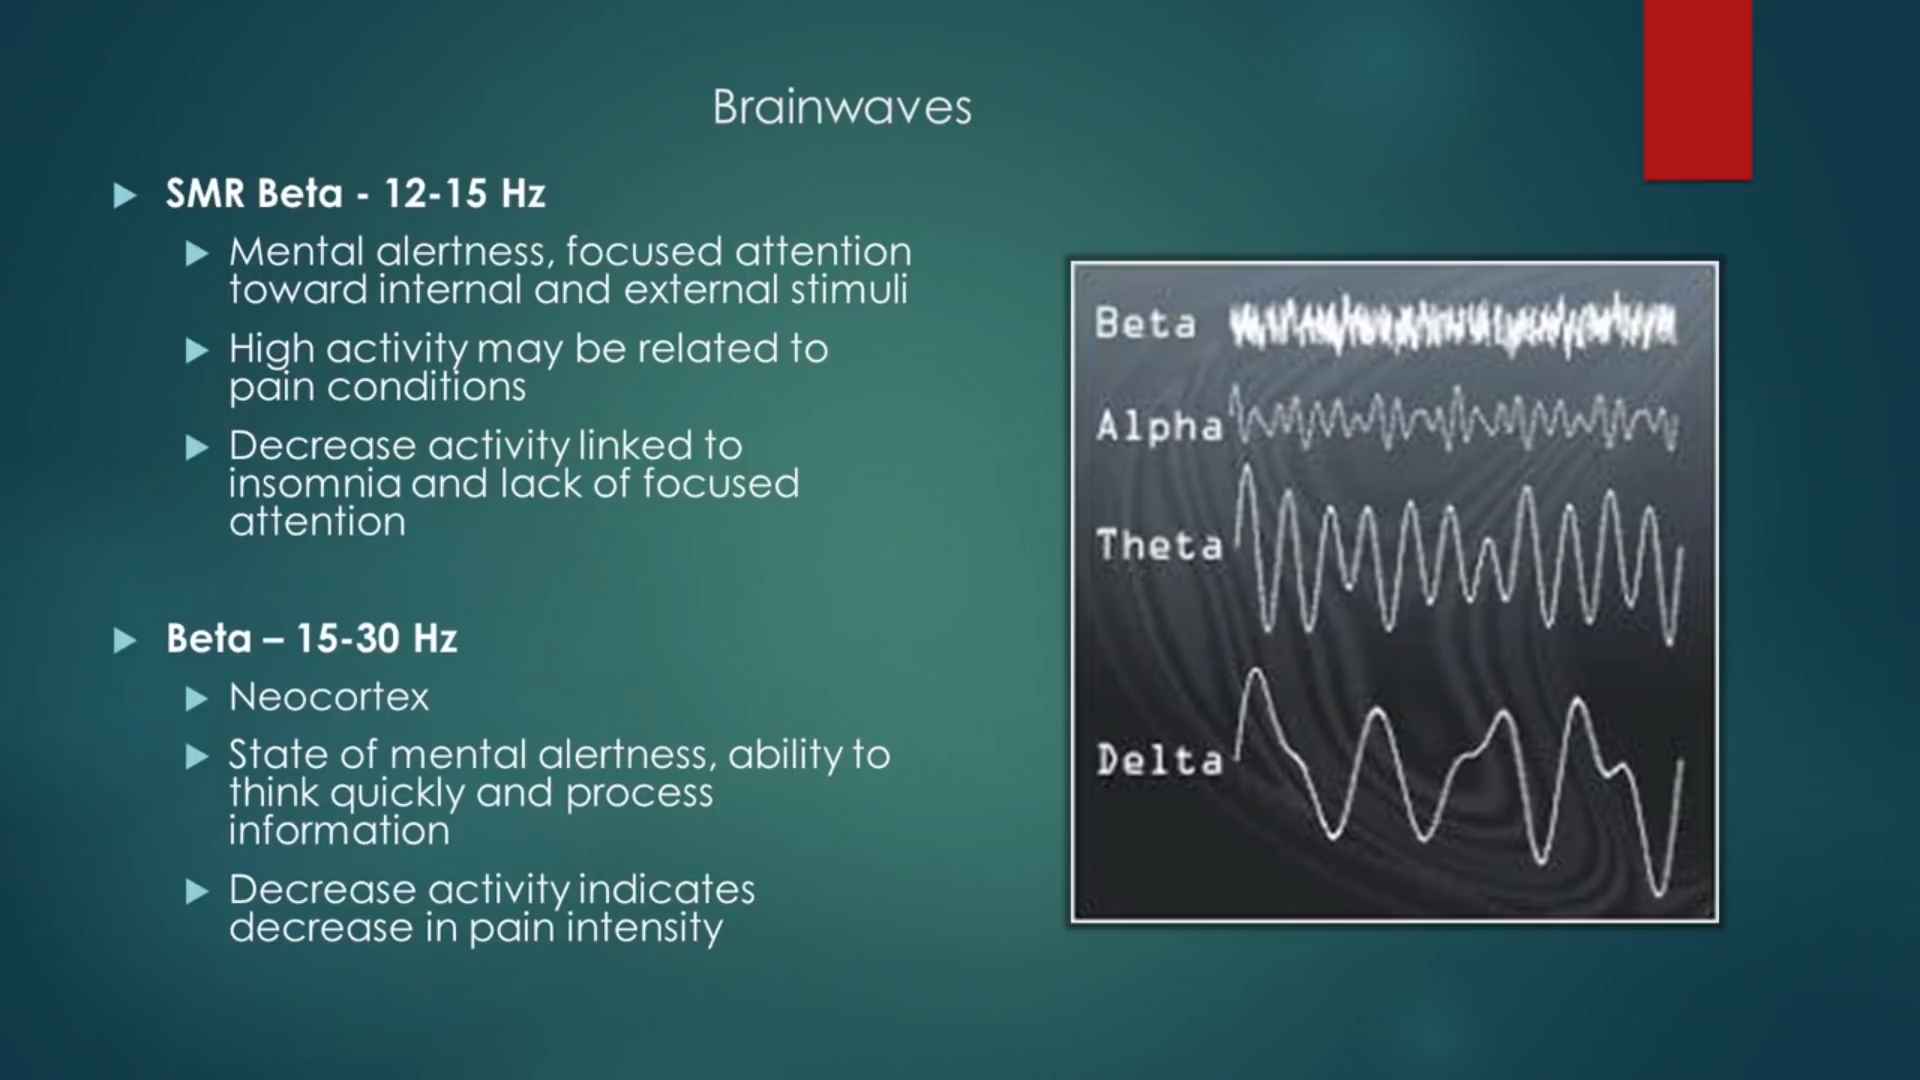 Brainwaves
SMR Beta - 12-15 Hz
Mental alertness, focused attention
toward internal and external stimuli
High activity may be related to
pain conditions
Decrease activity linked to
insomnia and lack of focused
attention
Beta – 15-30 Hz
Neocortex
State of mental alertness, ability to
think quickly and process
information
Decrease activity indicates
decrease in pain intensity
Beta
Alpha
Theta
Delta